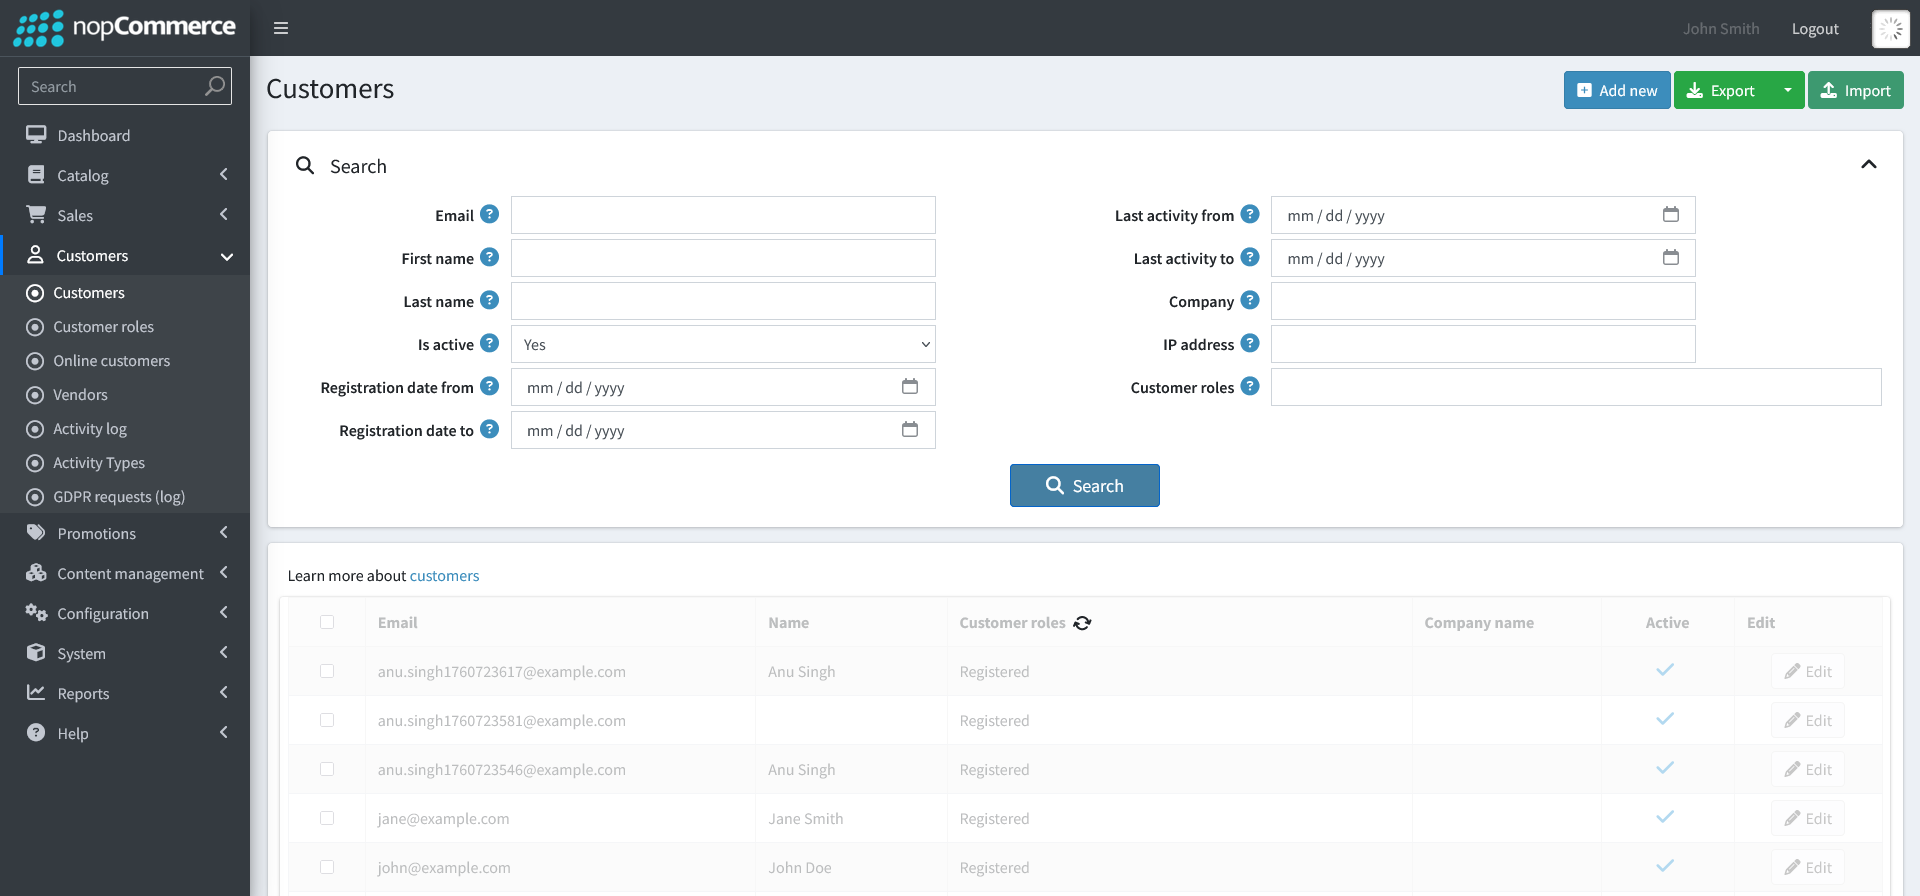 nopCommerce
John Smith
Logout
Search
Dashboard
Catalog
Sales
Customers
Customers
Customer roles
Online customers
Vendors
Activity log
Activity Types
GDPR requests (log)
Promotions
Content management
Configuration
System
Reports
Help
Customers
Add new
Export
Import
Search
Email ?
First name ?
Last name ?
Is active ? Yes
Registration date from ? mm / dd / yyyy
Registration date to ? mm / dd / yyyy
Last activity from ? mm / dd / yyyy
Last activity to ? mm / dd / yyyy
Company ?
IP address ?
Customer roles ?
Search
Learn more about customers
Email Name Customer roles Company name Active Edit
anu.singh1760723617@example.com Anu Singh Registered Edit
anu.singh1760723581@example.com Registered Edit
anu.singh1760723546@example.com Anu Singh Registered Edit
jane@example.com Jane Smith Registered Edit
john@example.com John Doe Registered Edit